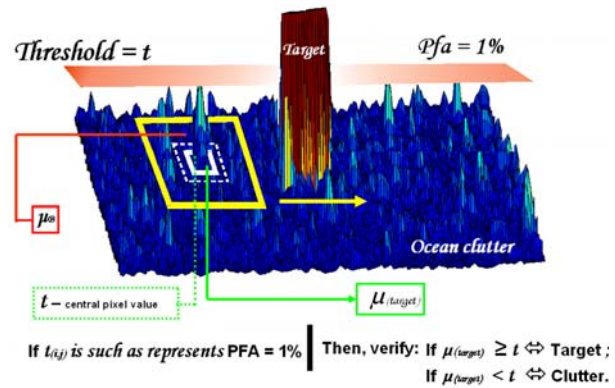 Threshold = t
Target
Pfa = 1%
Ocean clutter
t – central pixel value
μ(target)
If t(i,j) is such as represents PFA = 1%
Then, verify: If μ(target) ≥ t ⇔ Target ;
If μ(target) < t ⇔ Clutter.